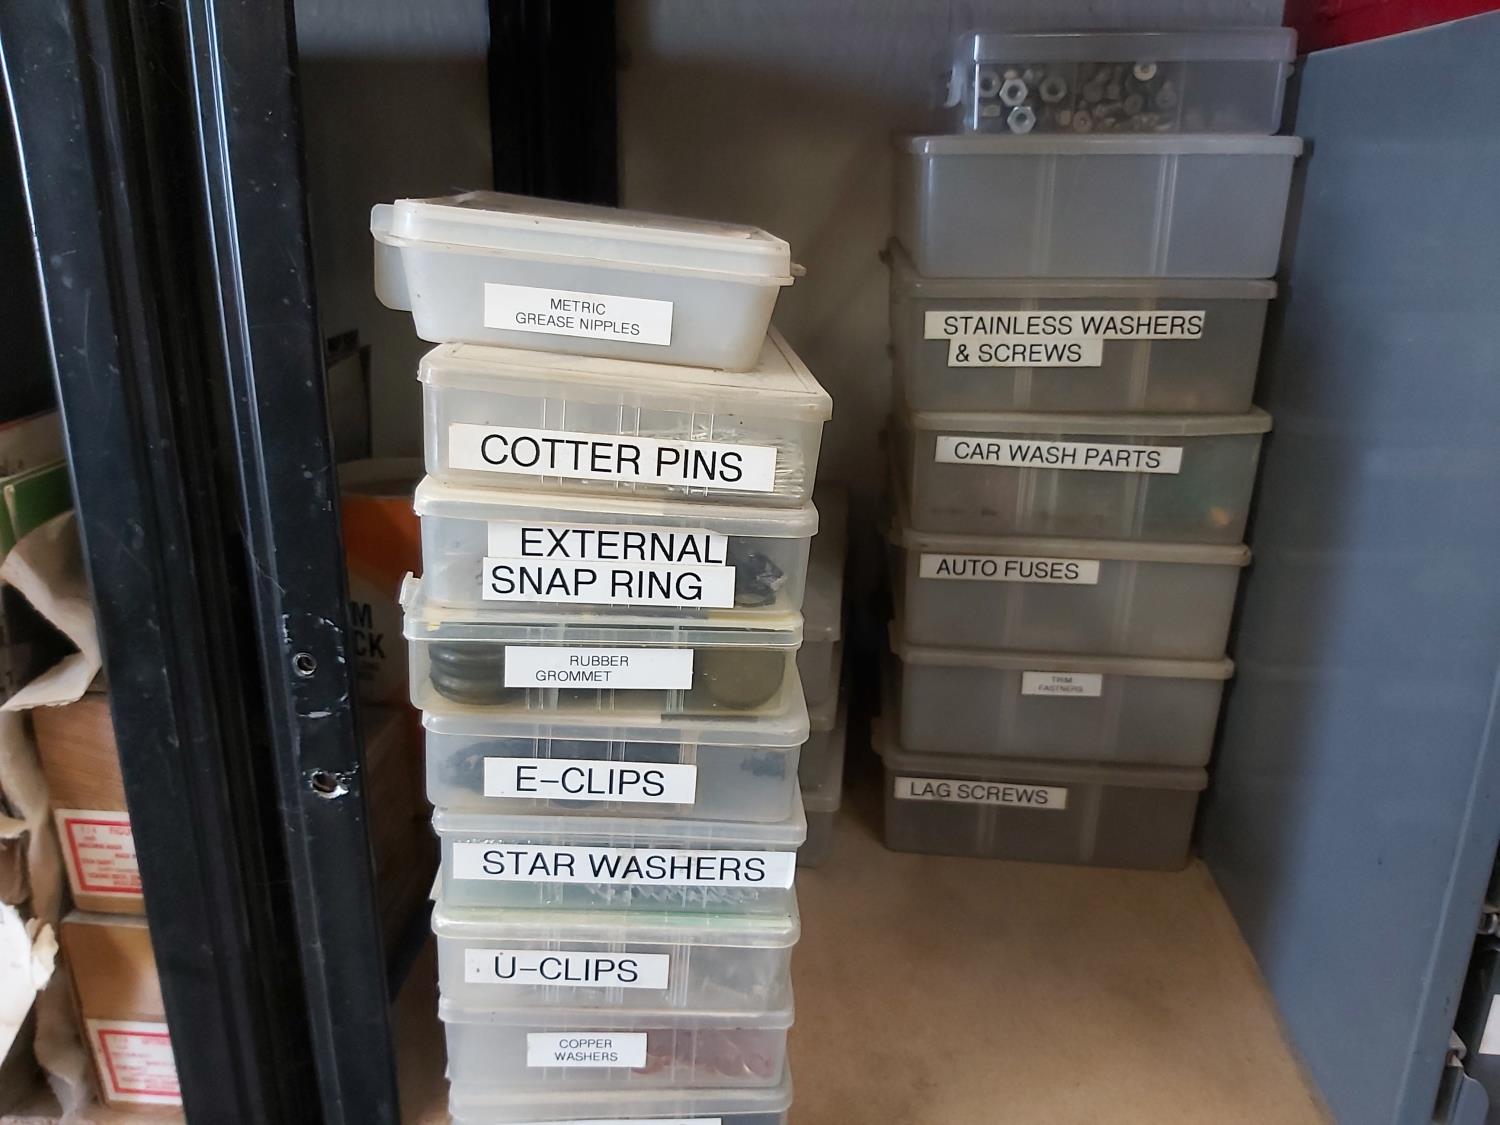 METRIC
GREASE NIPPLES
COTTER PINS
EXTERNAL
SNAP RING
RUBBER
GROMMET
E-CLIPS
STAR WASHERS
U-CLIPS
COPPER
WASHERS
STAINLESS WASHERS
& SCREWS
CAR WASH PARTS
AUTO FUSES
TRIM
FASTNERS
LAG SCREWS